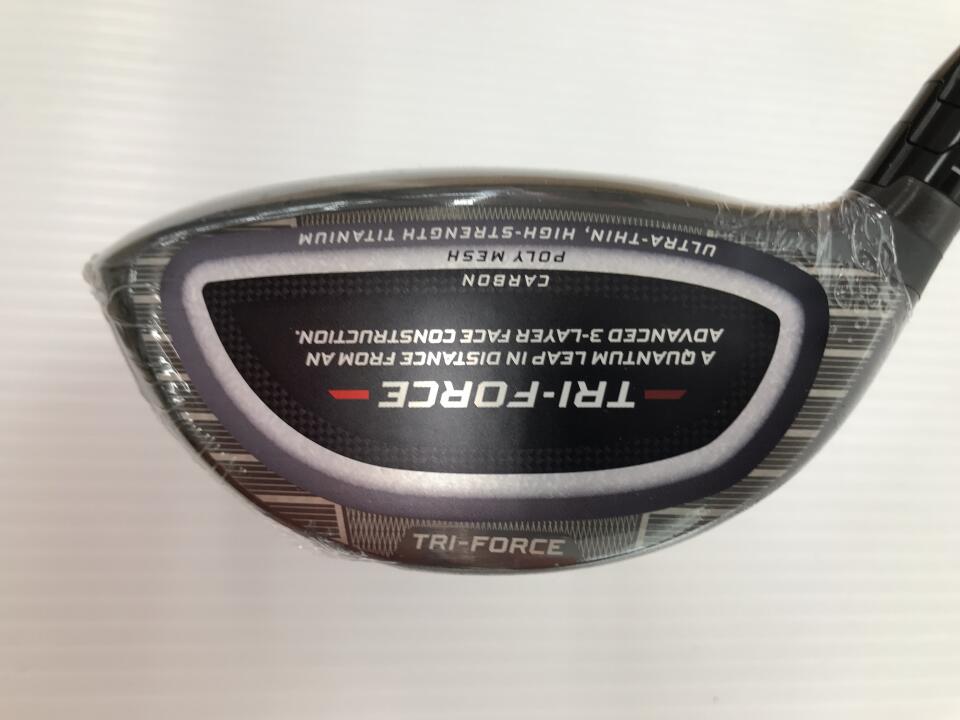 TRI-FORCE
A QUANTUM LEAP IN DISTANCE FROM AN
ADVANCED 3-LAYER FACE CONSTRUCTION.
CARBON
POLY MESH
ULTRA-THIN, HIGH-STRENGTH TITANIUM
TRI-FORCE